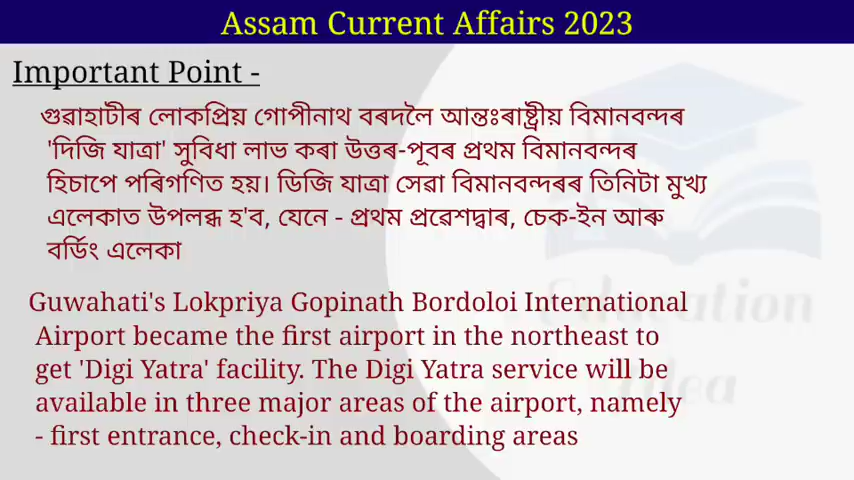 Assam Current Affairs 2023
Important Point -
গুৱাহাটীৰ লোকপ্ৰিয় গোপীনাথ বৰদলৈ আন্তঃৰাষ্ট্ৰীয় বিমানবন্দৰ
'দিজি যাত্ৰা' সুবিধা লাভ কৰা উত্তৰ-পূবৰ প্ৰথম বিমানবন্দৰ
হিচাপে পৰিগণিত হয়। ডিজি যাত্ৰা সেৱা বিমানবন্দৰৰ তিনিটা মুখ্য
এলেকাত উপলব্ধ হ'ব, যেনে - প্ৰথম প্ৰৱেশদ্বাৰ, চেক-ইন আৰু
বৰ্ডিং এলেকা
Guwahati's Lokpriya Gopinath Bordoloi International
Airport became the first airport in the northeast to
get 'Digi Yatra' facility. The Digi Yatra service will be
available in three major areas of the airport, namely
- first entrance, check-in and boarding areas
Education
Idea